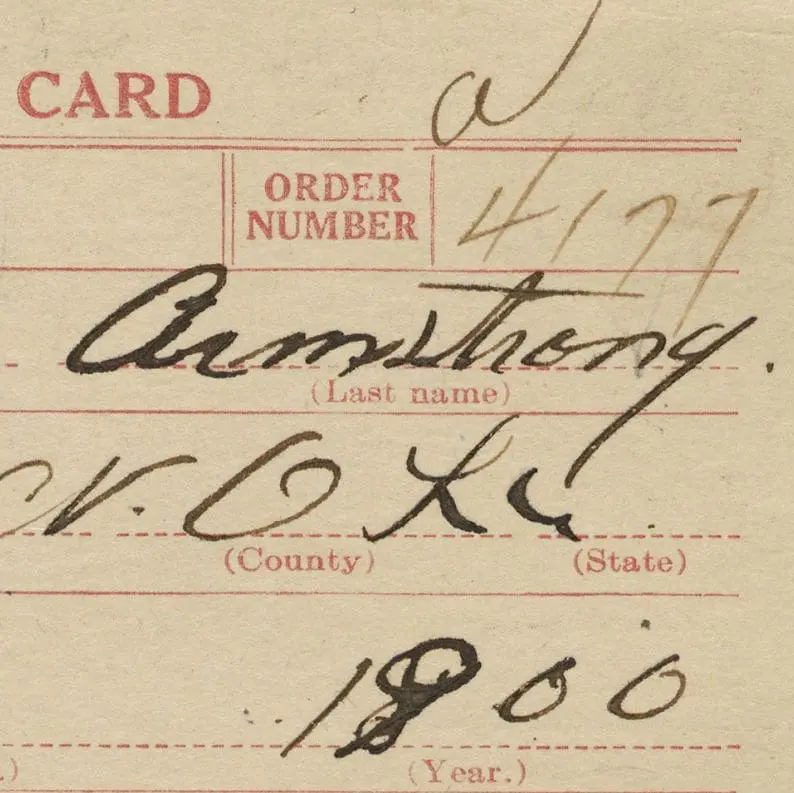 CARD a
ORDER NUMBER 4177
Armstrong.
(Last name)
N. O La.
(County) (State)
1800
.) (Year.)